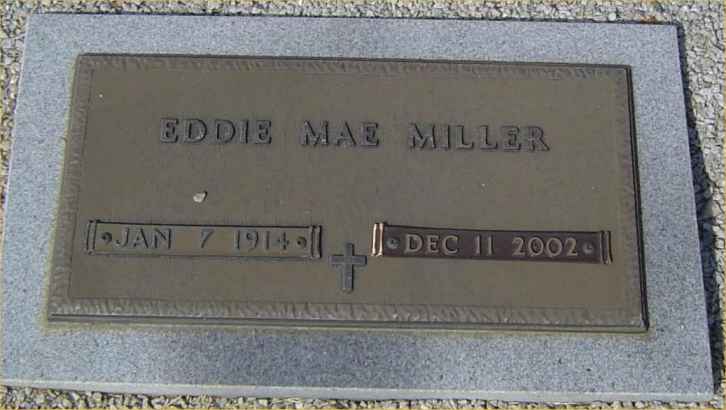 EDDIE MAE MILLER
JAN 7 1914 DEC 11 2002